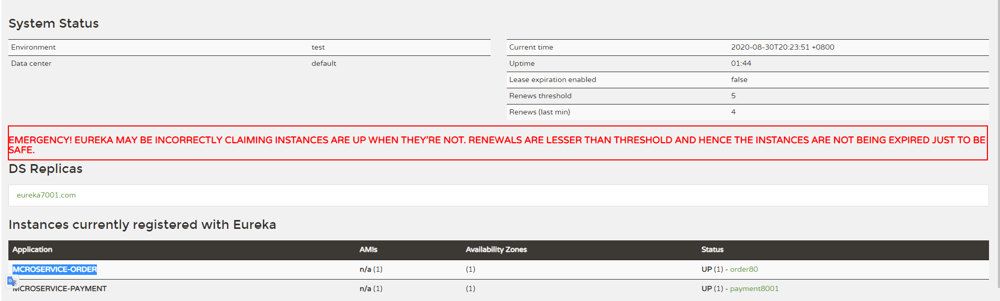 System Status
Environment test
Data center default
Current time 2020-08-30T20:23:51 +0800
Uptime 01:44
Lease expiration enabled false
Renews threshold 5
Renews (last min) 4
EMERGENCY! EUREKA MAY BE INCORRECTLY CLAIMING INSTANCES ARE UP WHEN THEY'RE NOT. RENEWALS ARE LESSER THAN THRESHOLD AND HENCE THE INSTANCES ARE NOT BEING EXPIRED JUST TO BE
SAFE.
DS Replicas
eureka7001.com
Instances currently registered with Eureka
Application AMIs Availability Zones Status
MCROSERVICE-ORDER n/a (1) (1) UP (1) - order80
MCROSERVICE-PAYMENT n/a (1) (1) UP (1) - payment8001